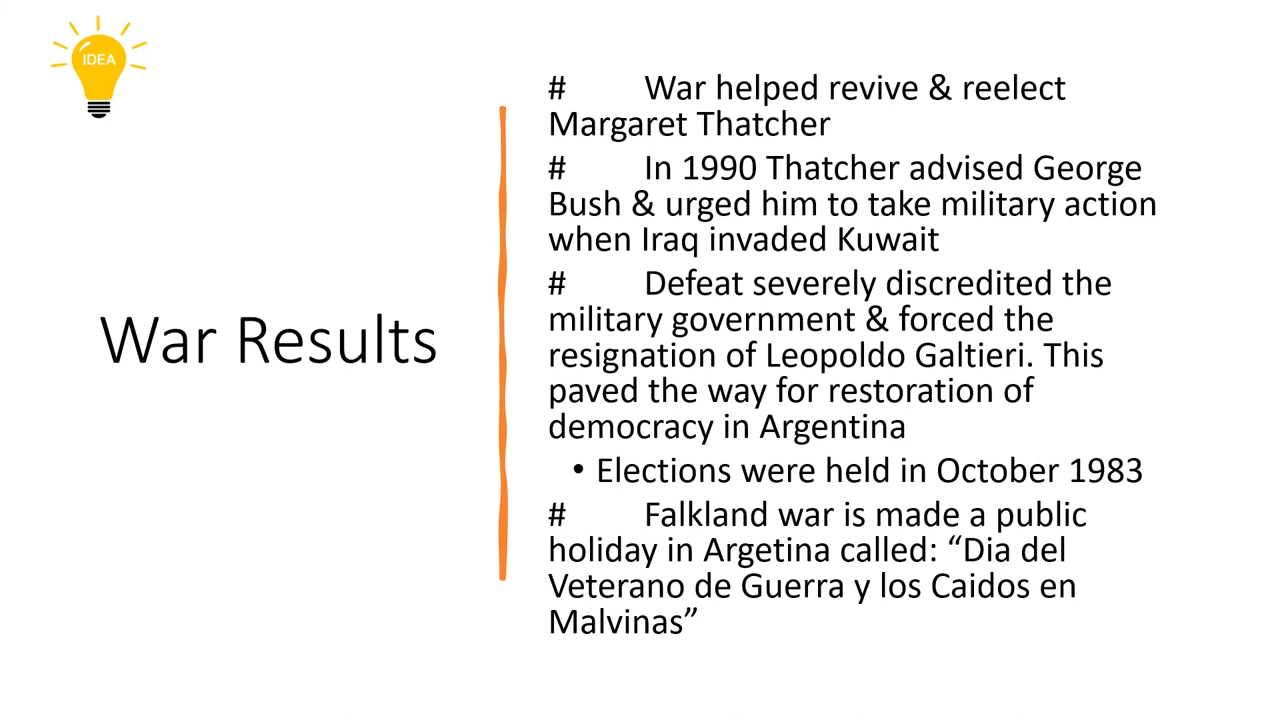 IDEA
War Results
# War helped revive & reelect
Margaret Thatcher
# In 1990 Thatcher advised George
Bush & urged him to take military action
when Iraq invaded Kuwait
# Defeat severely discredited the
military government & forced the
resignation of Leopoldo Galtieri. This
paved the way for restoration of
democracy in Argentina
• Elections were held in October 1983
# Falkland war is made a public
holiday in Argetina called: “Dia del
Veterano de Guerra y los Caidos en
Malvinas”